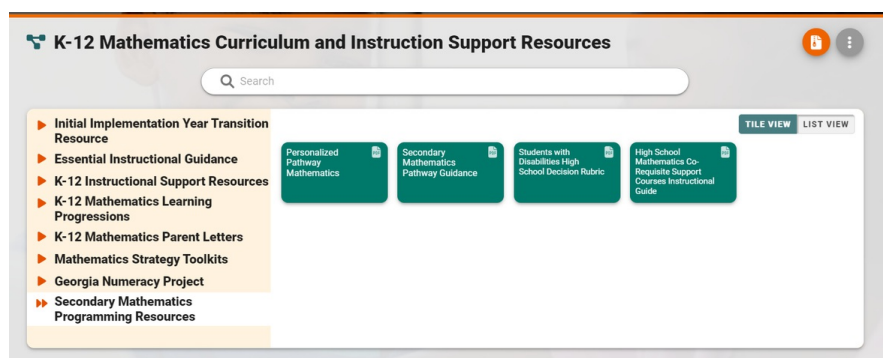 K-12 Mathematics Curriculum and Instruction Support Resources
Search
Initial Implementation Year Transition
Resource
Essential Instructional Guidance
K-12 Instructional Support Resources
K-12 Mathematics Learning
Progressions
K-12 Mathematics Parent Letters
Mathematics Strategy Toolkits
Georgia Numeracy Project
Secondary Mathematics
Programming Resources
TILE VIEW LIST VIEW
Personalized
Pathway
Mathematics
Secondary
Mathematics
Pathway Guidance
Students with
Disabilities High
School Decision Rubric
High School
Mathematics Co-
Requisite Support
Courses Instructional
Guide